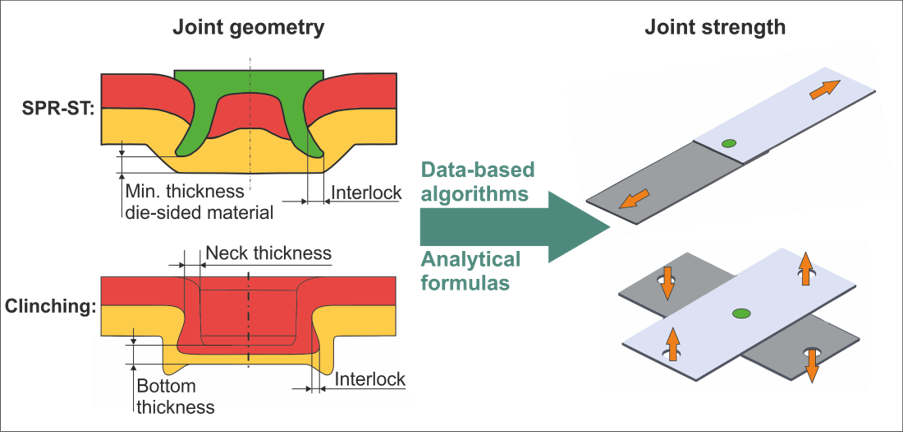 Joint geometry
Joint strength
SPR-ST:
Min. thickness
die-sided material
Interlock
Data-based
algorithms
Analytical
formulas
Neck thickness
Clinching:
Bottom
thickness
Interlock